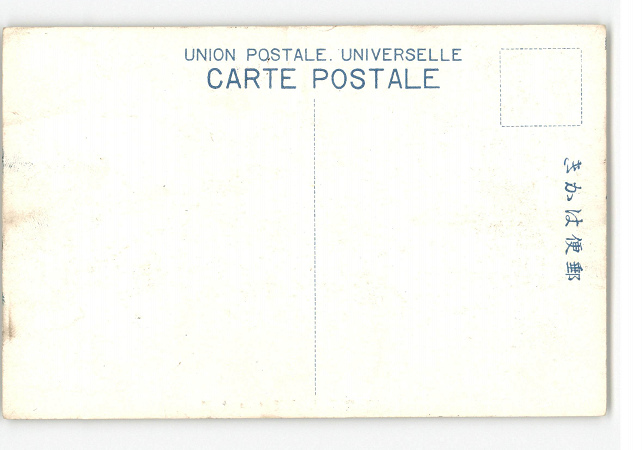 UNION POSTALE. UNIVERSELLE
CARTE POSTALE
きかは便郵